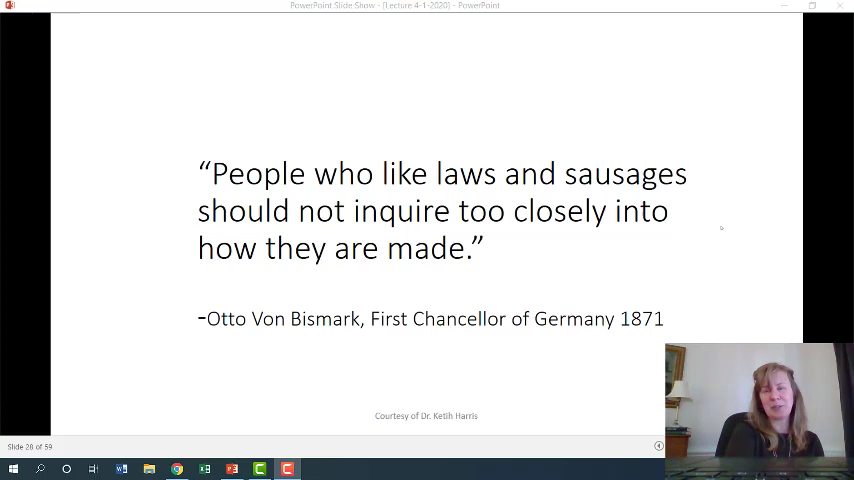 PowerPoint Slide Show - [Lecture 4-1-2020] - PowerPoint
“People who like laws and sausages
should not inquire too closely into
how they are made.”
-Otto Von Bismark, First Chancellor of Germany 1871
Courtesy of Dr. Ketih Harris
Slide 28 of 59